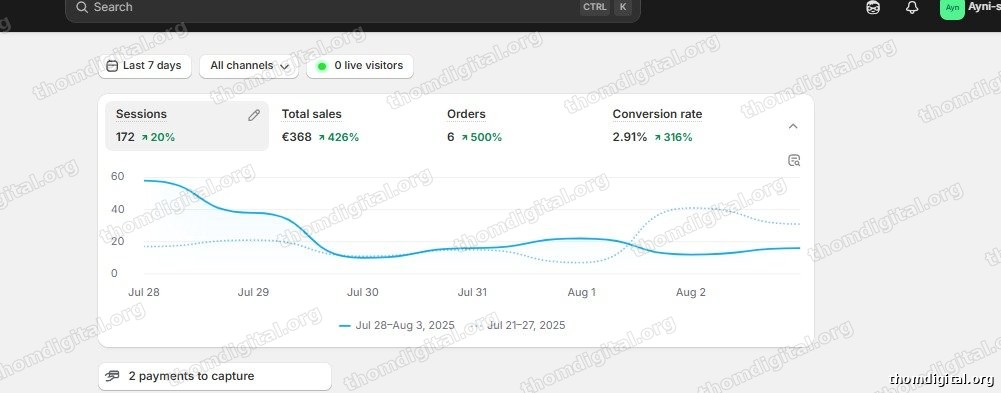 Search CTRL K Ayn Ayni-s
Last 7 days All channels 0 live visitors
Sessions Total sales Orders Conversion rate
172 ↗ 20% €368 ↗ 426% 6 ↗ 500% 2.91% ↗ 316%
60
40
20
0
Jul 28 Jul 29 Jul 30 Jul 31 Aug 1 Aug 2
Jul 28–Aug 3, 2025 Jul 21–27, 2025
2 payments to capture
thomdigital.org